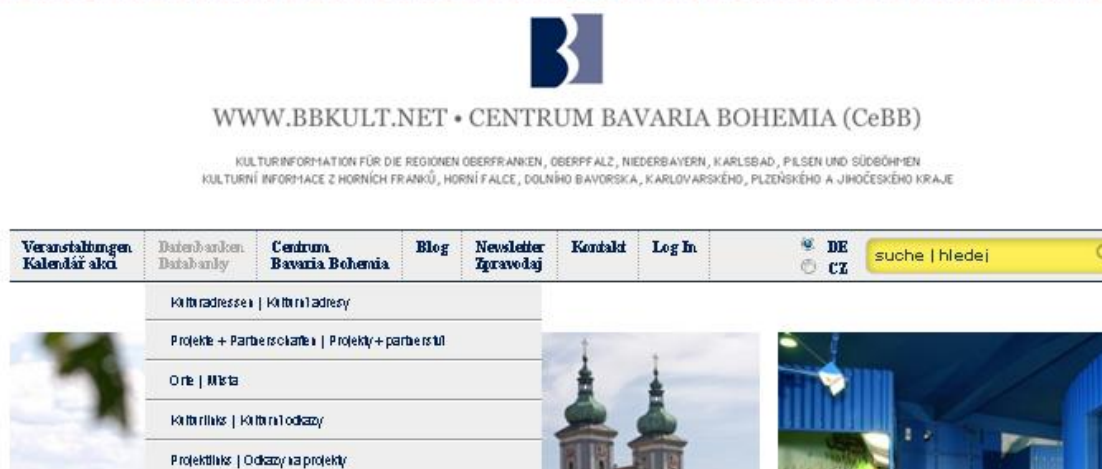 WWW.BBKULT.NET • CENTRUM BAVARIA BOHEMIA (CeBB)
KULTURINFORMATION FÜR DIE REGIONEN OBERFRANKEN, OBERPFALZ, NIEDERBAYERN, KARLSBAD, PILSEN UND SÜDBÖHMEN
KULTURNÍ INFORMACE Z HORNÍCH FRANKŮ, HORNÍ FALCE, DOLNÍHO BAVORSKA, KARLOVARSKÉHO, PLZEŇSKÉHO A JIHOČESKÉHO KRAJE
Veranstaltungen
Kalendář akcí
Datenbanken
Databanky
Centrum
Bavaria Bohemia
Blog
Newsletter
Zpravodaj
Kontakt
Log In
DE
CZ
suche | hledej
Kulturadressen | Kulturní adresy
Projekte + Partnerschaften | Projekty + partnerství
Orte | Místa
Kulturlinks | Kulturní odkazy
Projektlinks | Odkazy na projekty